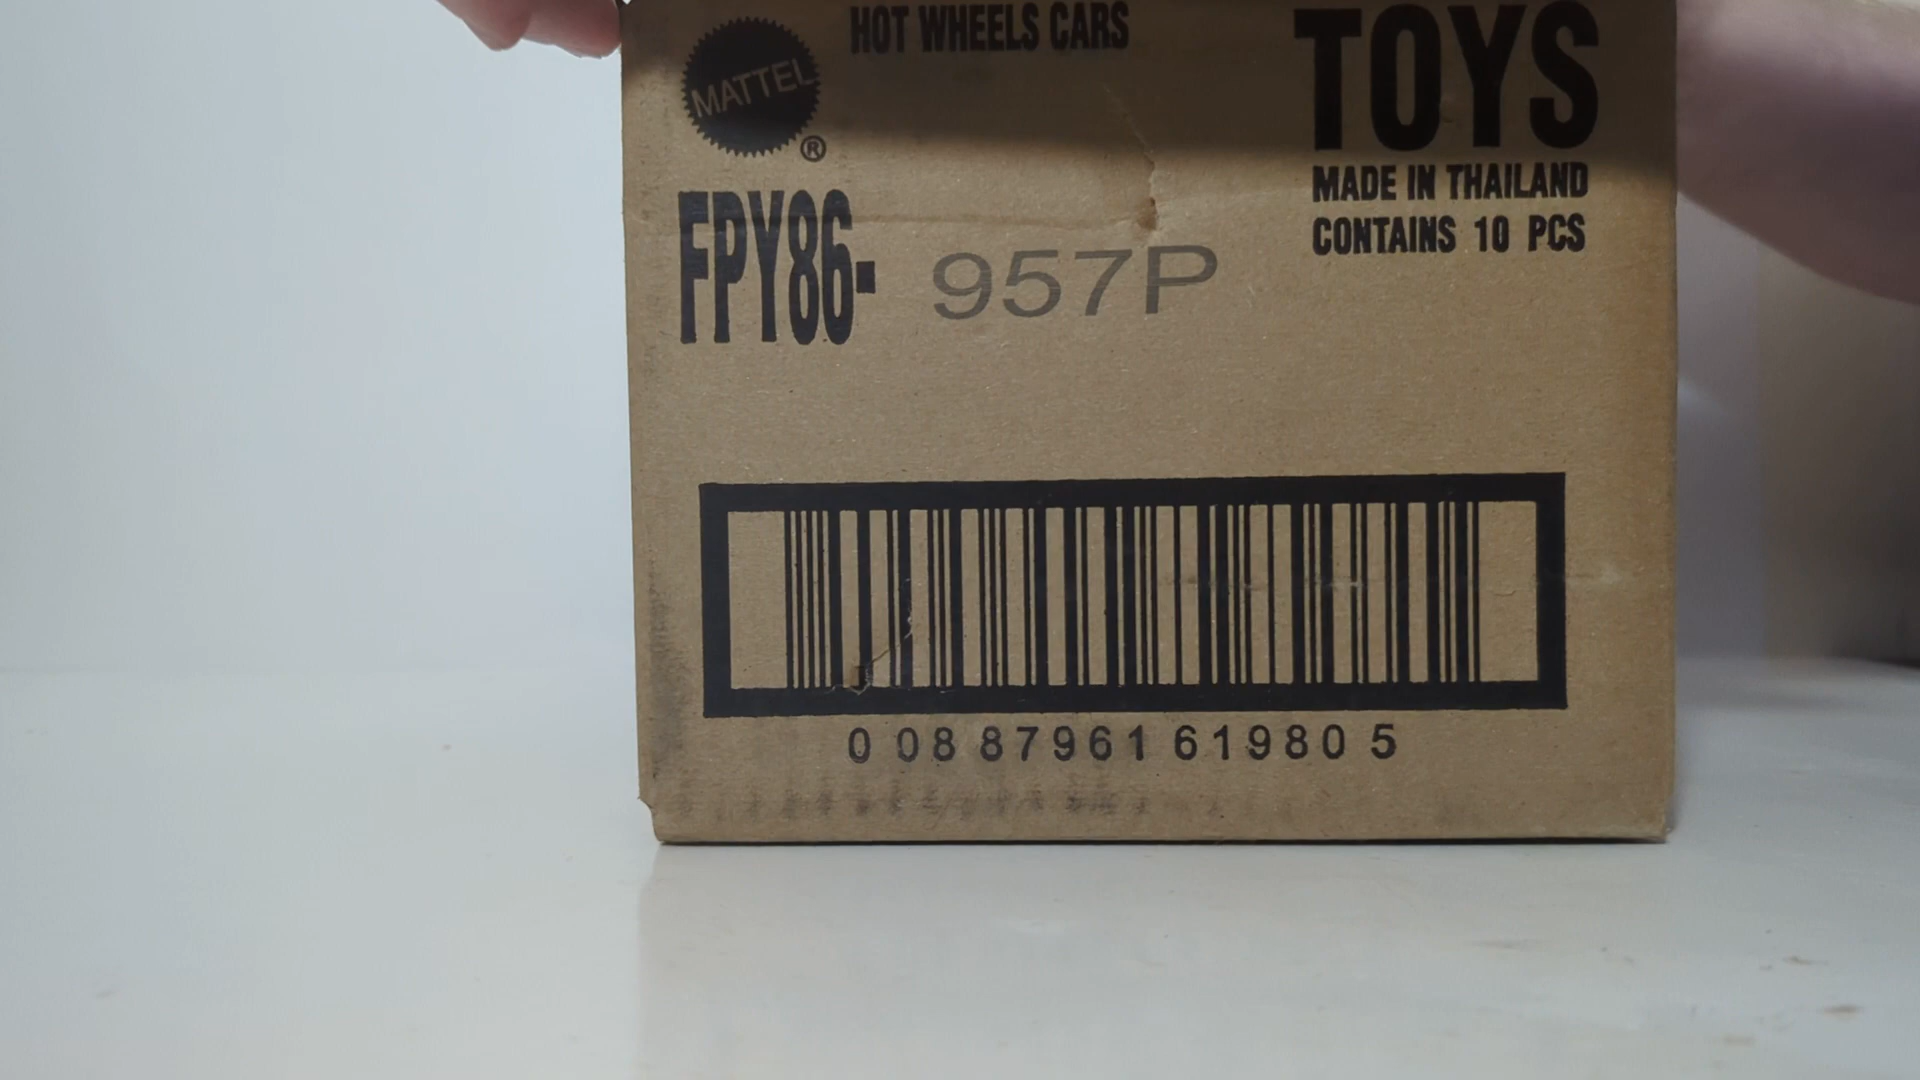 MATTEL
®
HOT WHEELS CARS
TOYS
MADE IN THAILAND
CONTAINS 10 PCS
FPY86- 957P
0 08 87961 61980 5